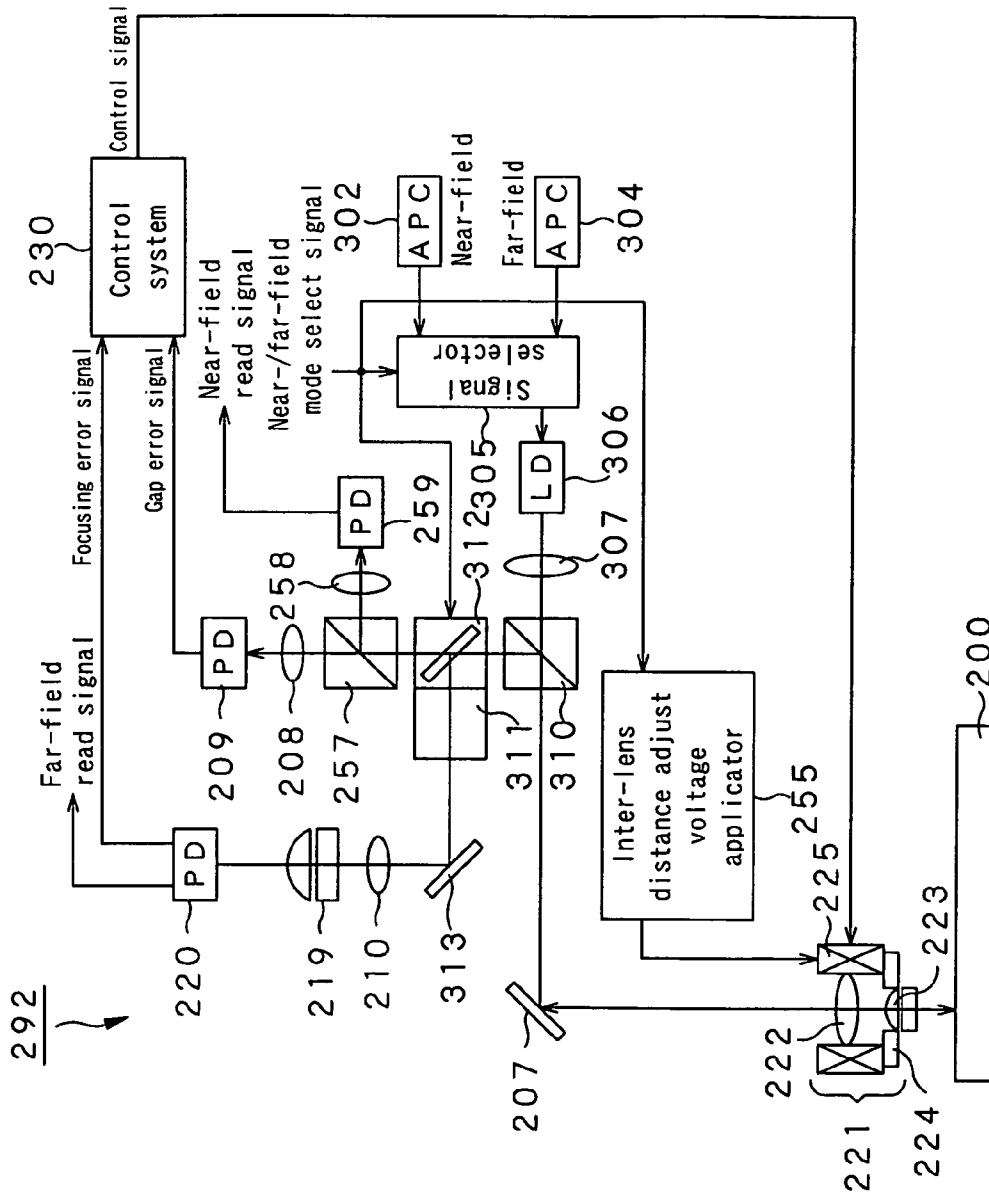 292
Far-field
read signal
Focusing error signal
Gap error signal
230
Control
system
Control signal
PD
220
219
210
313
PD
209
208
257
258
PD
259
Near-field
read signal
Near-/far-field
mode select signal
302
APC
Near-field
Far-field
APC
304
Signal
selector
305
LD
306
307
312
311
310
207
Inter-lens
distance adjust
voltage
applicator
255
225
223
222
221
224
200